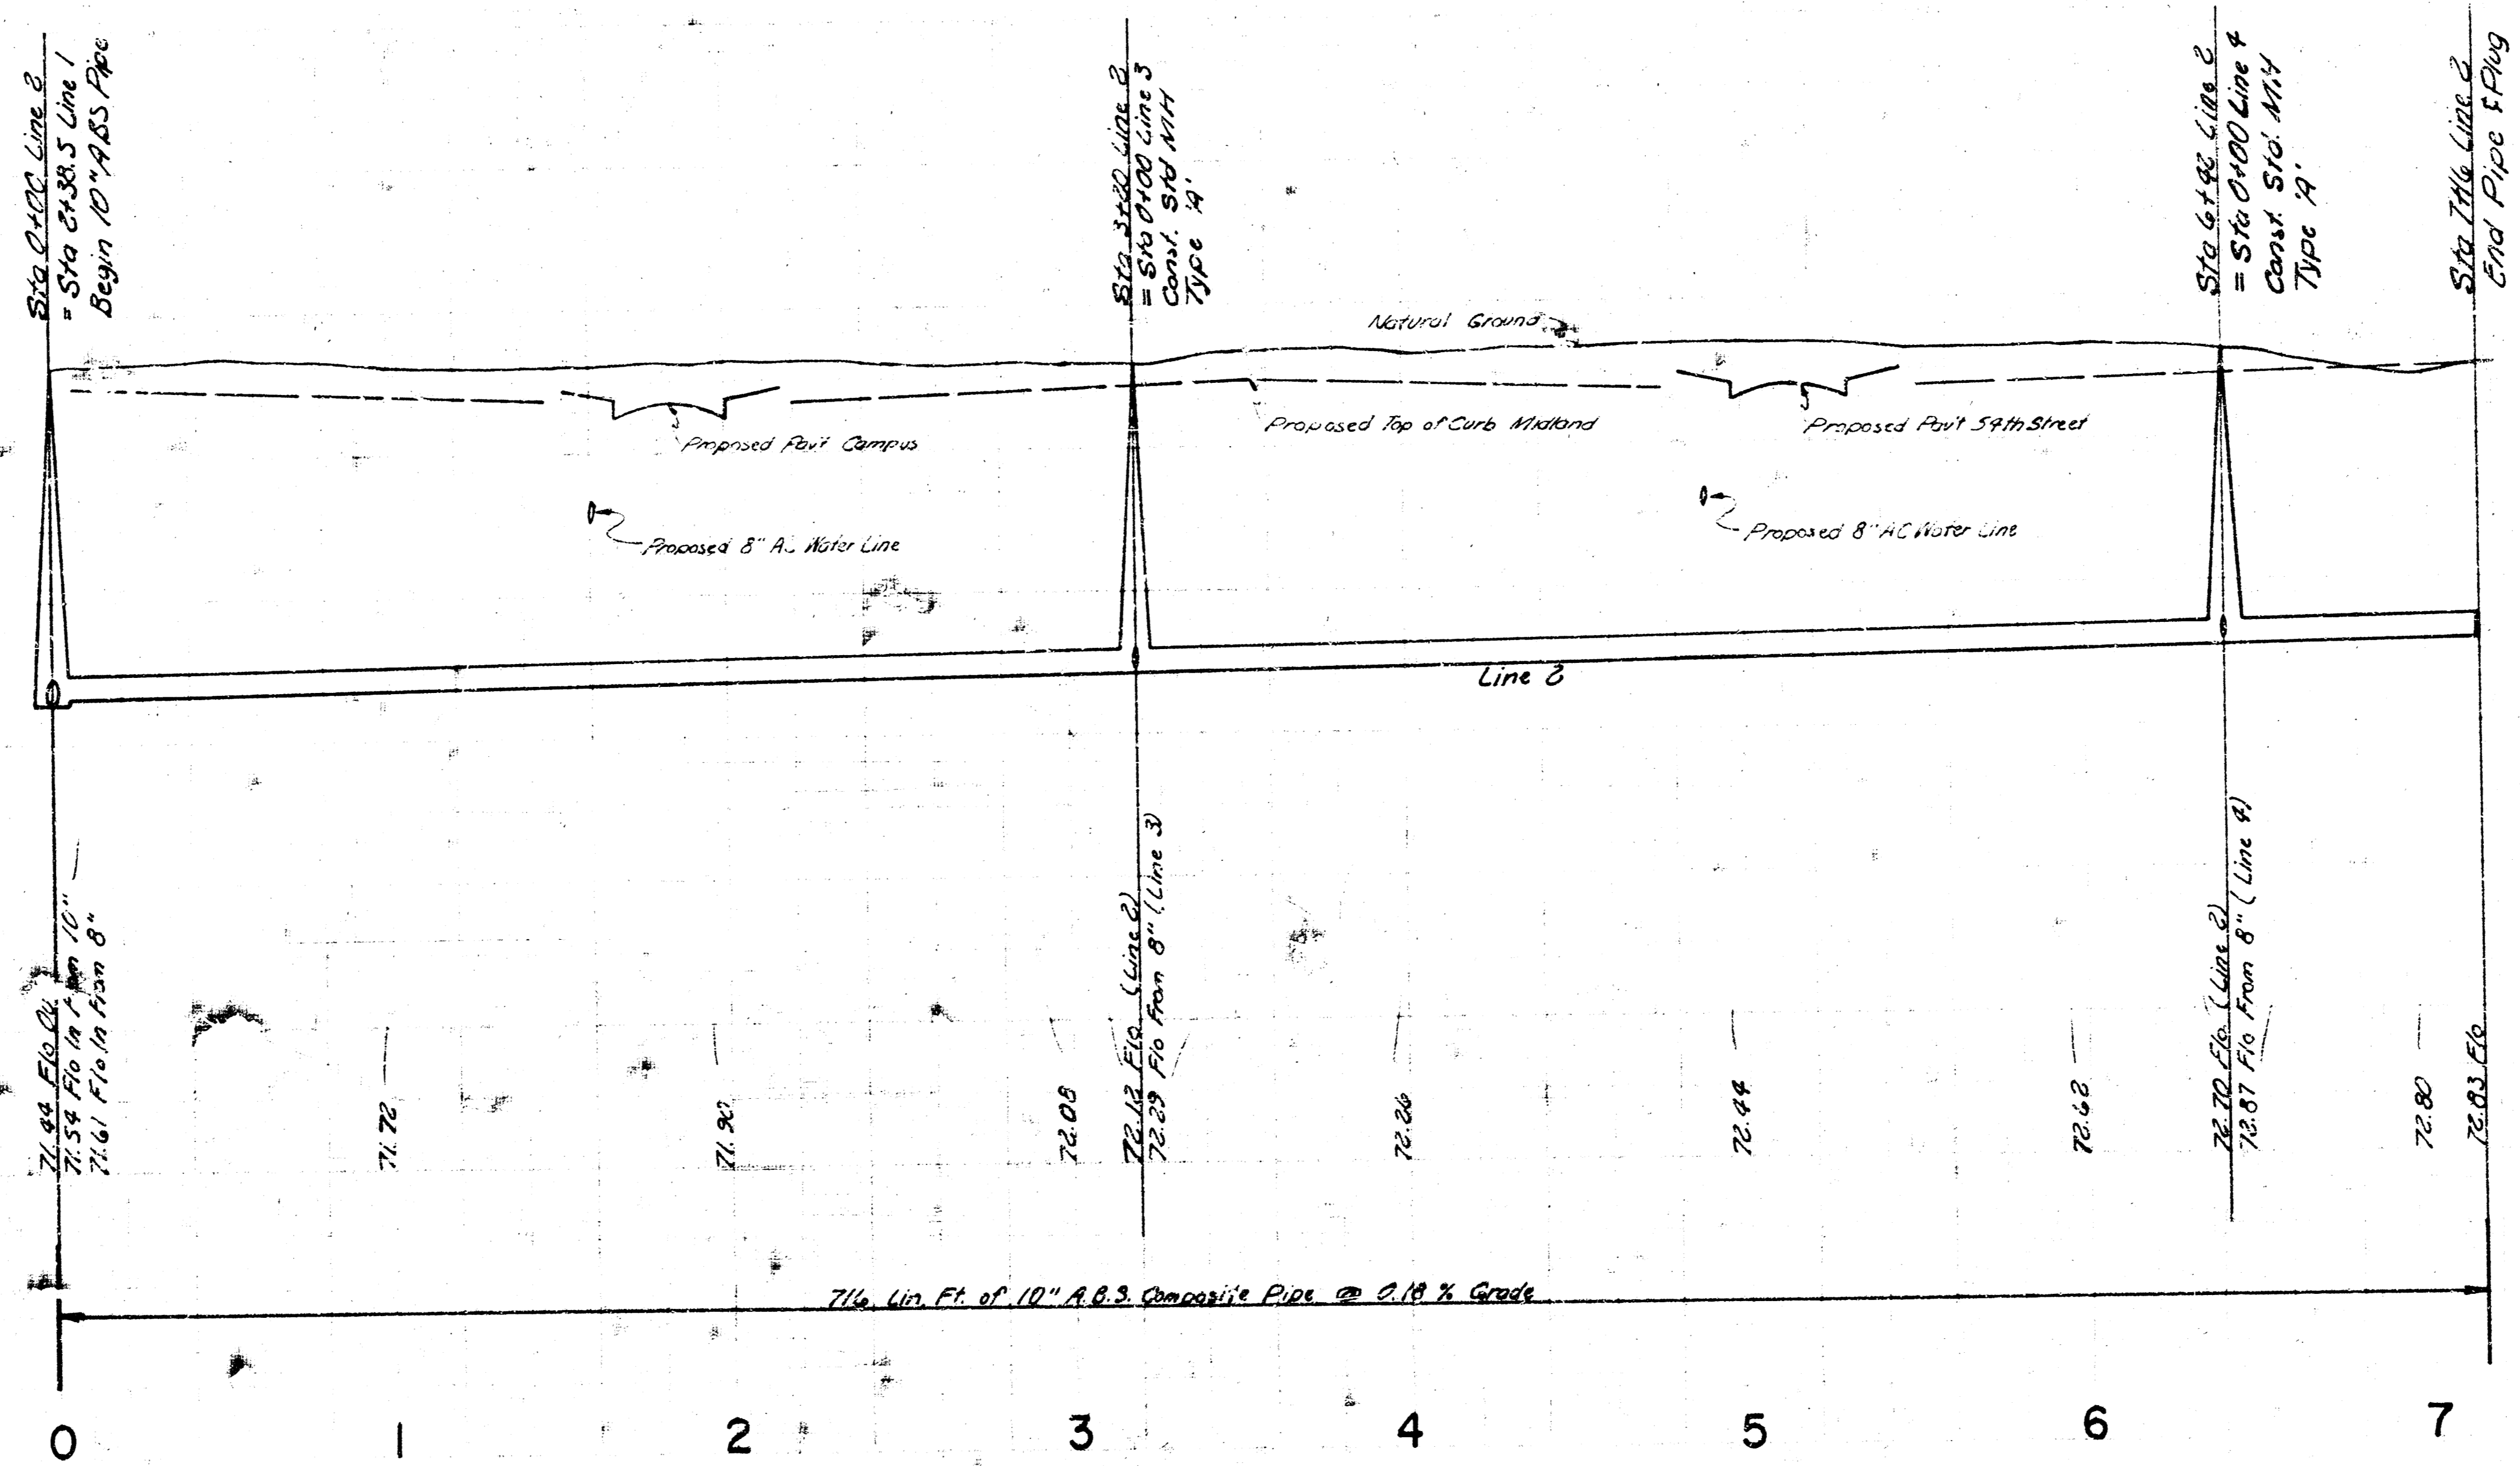 Sta 0+00 Line 2
= Sta 2+38.5 Line 1
Begin 10" ABS Pipe
Sta 3+20 Line 2
= Sta 0+00 Line 3
Const. Std MH
Type 'A'
Sta 6+42 Line 2
= Sta 0+00 Line 4
Const. Std. MH
Type 'A'
Sta 7+16 Line 2
End Pipe & Plug
Natural Ground
Proposed Pav't Campus
Proposed Top of Curb Midland
Proposed Pav't 54th Street
Proposed 8" AC Water Line
Proposed 8" AC Water Line
Line 2
71.44 Flo
71.54 Flo In From 10"
71.61 Flo In From 8"
71.72
71.90
72.08
72.12 Flo (Line 2)
72.29 Flo From 8" (Line 3)
72.26
72.44
72.62
72.70 Flo (Line 2)
72.87 Flo From 8" (Line 4)
72.80
72.83 Flo
716 Lin. Ft. of 10" A.B.S. Composite Pipe @ 0.18 % Grade
0 1 2 3 4 5 6 7